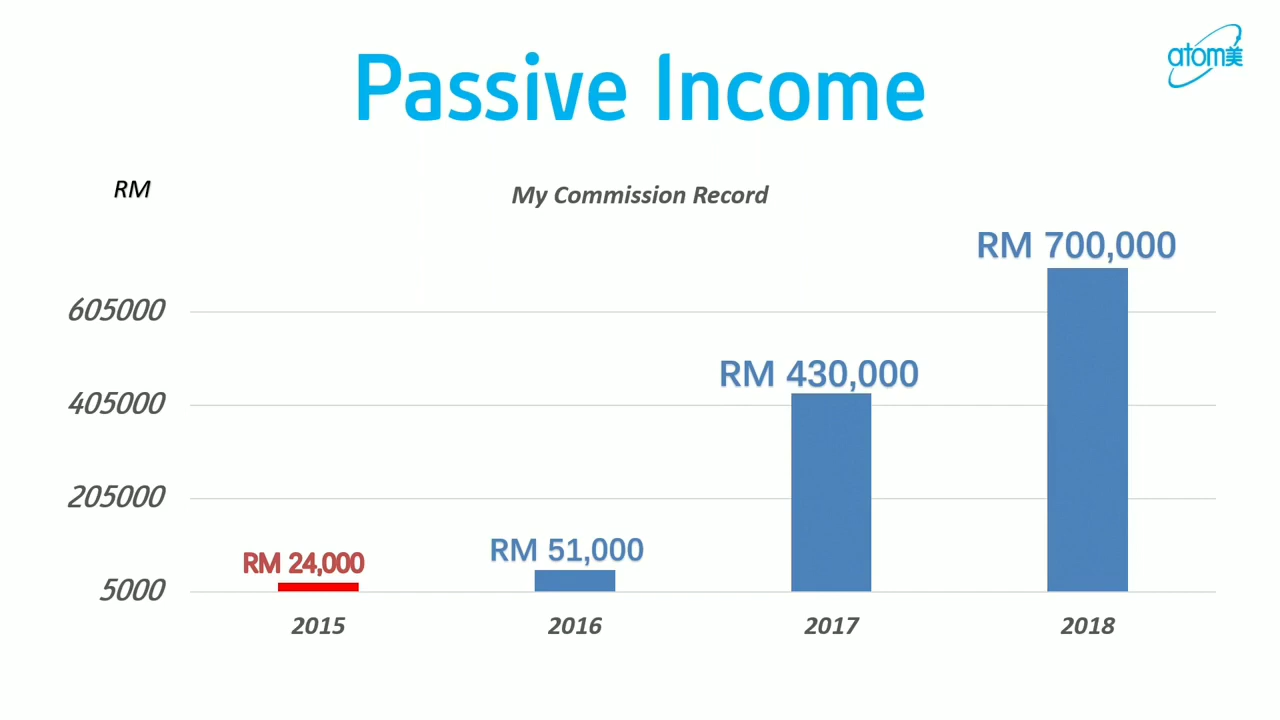 Passive Income
atom美
RM
My Commission Record
RM 700,000
605000
RM 430,000
405000
205000
RM 51,000
RM 24,000
5000
2015
2016
2017
2018